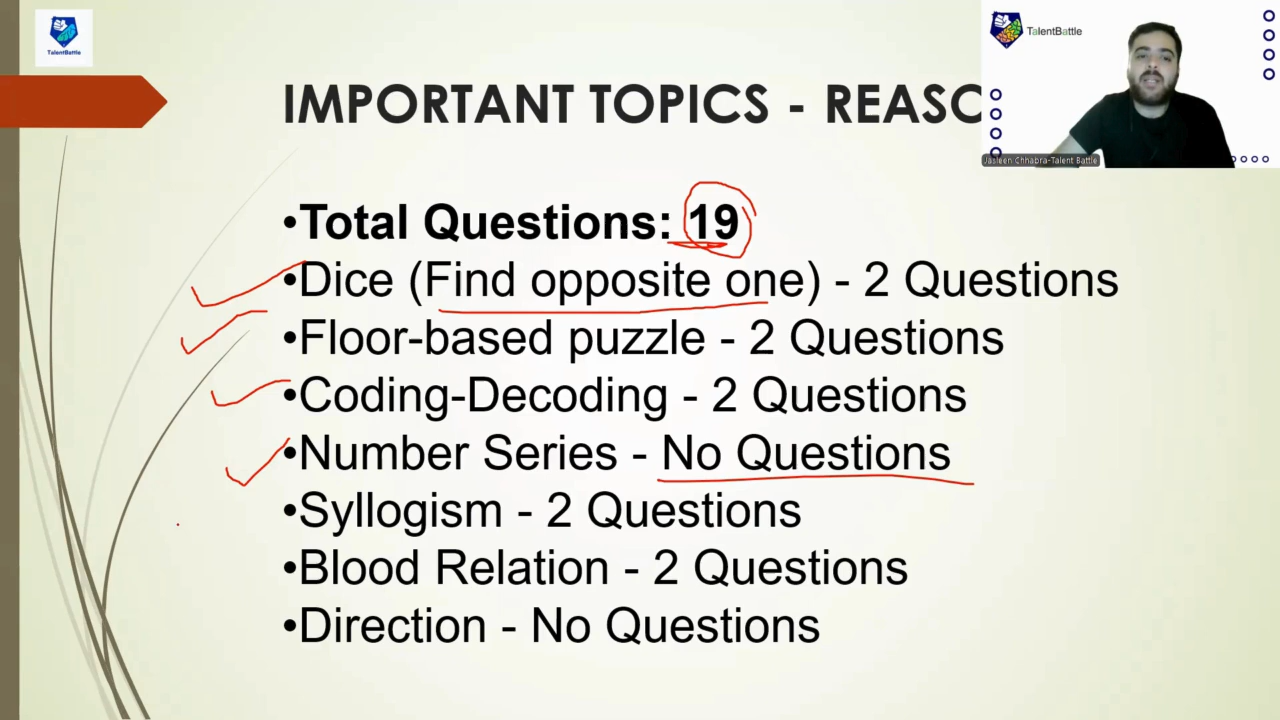 TalentBattle
TalentBattle
IMPORTANT TOPICS - REASO
Jasleen Chhabra-Talent Battle
•Total Questions: 19
•Dice (Find opposite one) - 2 Questions
•Floor-based puzzle - 2 Questions
•Coding-Decoding - 2 Questions
•Number Series - No Questions
•Syllogism - 2 Questions
•Blood Relation - 2 Questions
•Direction - No Questions